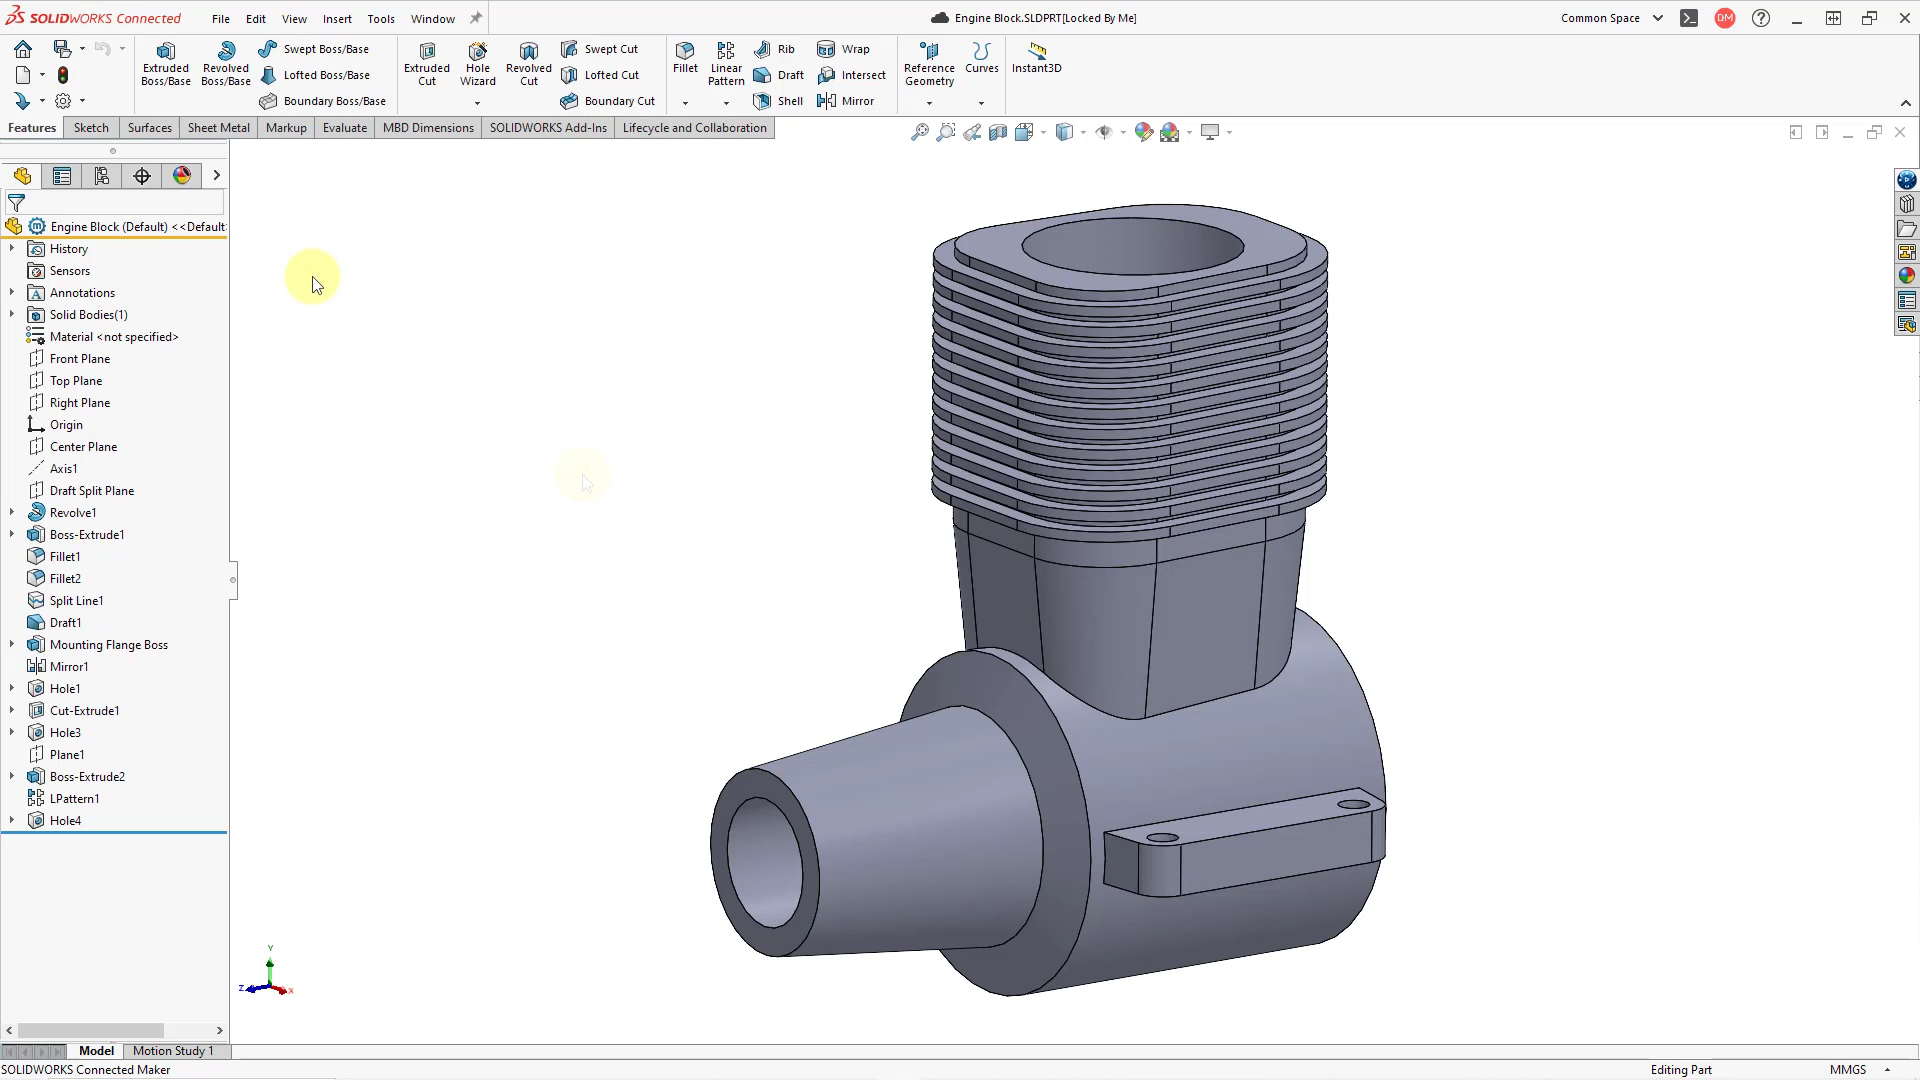 SOLIDWORKS Connected
File
Edit
View
Insert
Tools
Window
Engine Block.SLDPRT[Locked By Me]
Common Space
DM
Extruded Boss/Base
Revolved Boss/Base
Swept Boss/Base
Lofted Boss/Base
Boundary Boss/Base
Extruded Cut
Hole Wizard
Revolved Cut
Swept Cut
Lofted Cut
Boundary Cut
Fillet
Linear Pattern
Rib
Draft
Shell
Wrap
Intersect
Mirror
Reference Geometry
Curves
Instant3D
Features
Sketch
Surfaces
Sheet Metal
Markup
Evaluate
MBD Dimensions
SOLIDWORKS Add-Ins
Lifecycle and Collaboration
Engine Block (Default) <<Default
History
Sensors
Annotations
Solid Bodies(1)
Material <not specified>
Front Plane
Top Plane
Right Plane
Origin
Center Plane
Axis1
Draft Split Plane
Revolve1
Boss-Extrude1
Fillet1
Fillet2
Split Line1
Draft1
Mounting Flange Boss
Mirror1
Hole1
Cut-Extrude1
Hole3
Plane1
Boss-Extrude2
LPattern1
Hole4
Y
Z
X
Model
Motion Study 1
SOLIDWORKS Connected Maker
Editing Part
MMGS